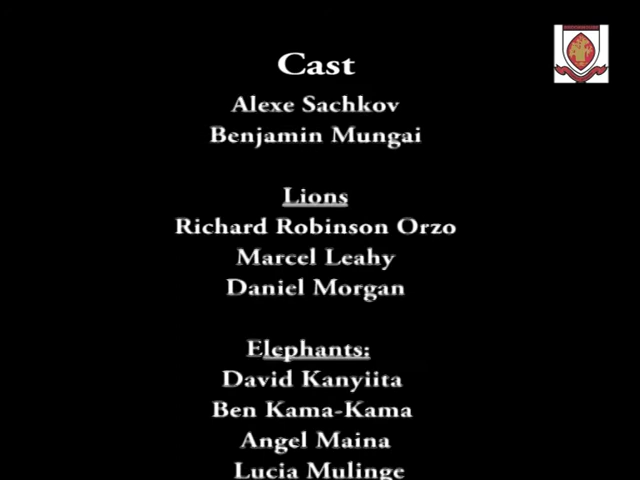 Cast
Alexe Sachkov
Benjamin Mungai
Lions
Richard Robinson Orzo
Marcel Leahy
Daniel Morgan
Elephants:
David Kanyiita
Ben Kama-Kama
Angel Maina
Lucia Mulinge